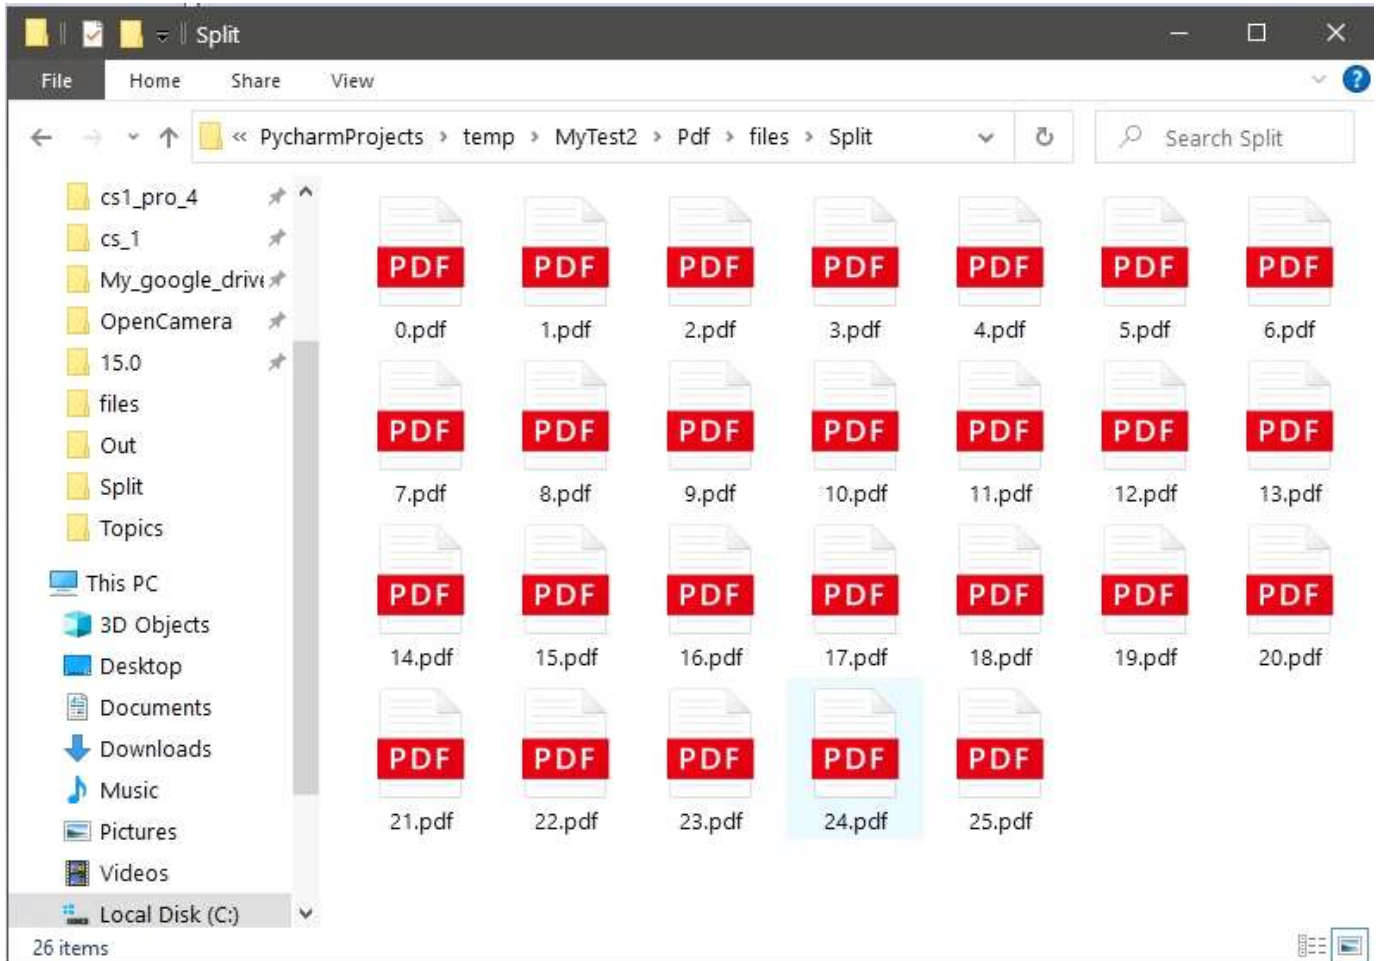 Split
File Home Share View
?
« PycharmProjects › temp › MyTest2 › Pdf › files › Split
Search Split
cs1_pro_4
cs_1
My_google_drive
OpenCamera
15.0
files
Out
Split
Topics
This PC
3D Objects
Desktop
Documents
Downloads
Music
Pictures
Videos
Local Disk (C:)
PDF PDF PDF PDF PDF PDF PDF
0.pdf 1.pdf 2.pdf 3.pdf 4.pdf 5.pdf 6.pdf
PDF PDF PDF PDF PDF PDF PDF
7.pdf 8.pdf 9.pdf 10.pdf 11.pdf 12.pdf 13.pdf
PDF PDF PDF PDF PDF PDF PDF
14.pdf 15.pdf 16.pdf 17.pdf 18.pdf 19.pdf 20.pdf
PDF PDF PDF PDF PDF
21.pdf 22.pdf 23.pdf 24.pdf 25.pdf
26 items